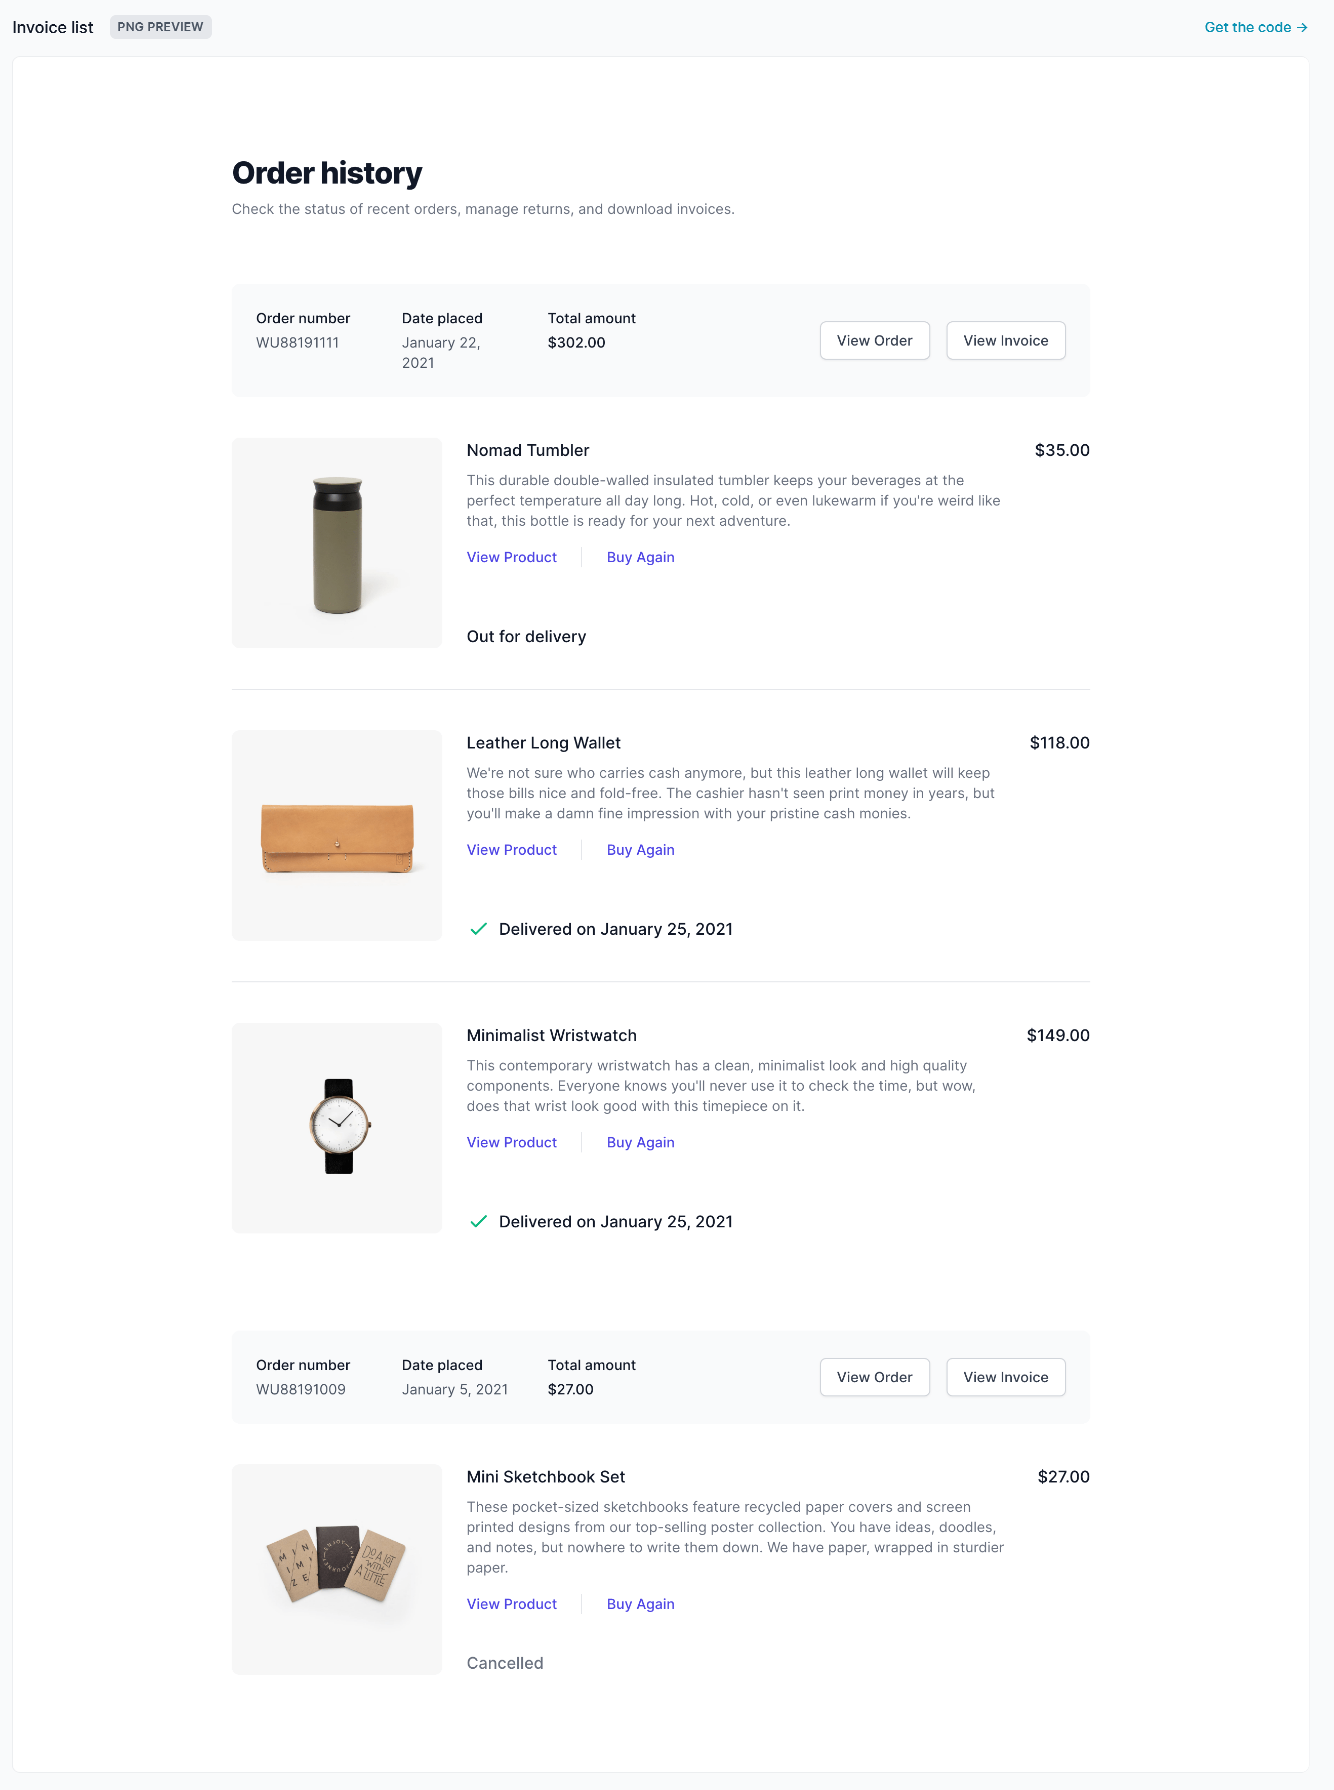 Invoice list
PNG PREVIEW
Get the code →
Order history
Check the status of recent orders, manage returns, and download invoices.
Order number
WU88191111
Date placed
January 22,
2021
Total amount
$302.00
View Order
View Invoice
Nomad Tumbler
$35.00
This durable double-walled insulated tumbler keeps your beverages at the
perfect temperature all day long. Hot, cold, or even lukewarm if you're weird like
that, this bottle is ready for your next adventure.
View Product
Buy Again
Out for delivery
Leather Long Wallet
$118.00
We're not sure who carries cash anymore, but this leather long wallet will keep
those bills nice and fold-free. The cashier hasn't seen print money in years, but
you'll make a damn fine impression with your pristine cash monies.
View Product
Buy Again
Delivered on January 25, 2021
Minimalist Wristwatch
$149.00
This contemporary wristwatch has a clean, minimalist look and high quality
components. Everyone knows you'll never use it to check the time, but wow,
does that wrist look good with this timepiece on it.
View Product
Buy Again
Delivered on January 25, 2021
Order number
WU88191009
Date placed
January 5, 2021
Total amount
$27.00
View Order
View Invoice
Mini Sketchbook Set
$27.00
These pocket-sized sketchbooks feature recycled paper covers and screen
printed designs from our top-selling poster collection. You have ideas, doodles,
and notes, but nowhere to write them down. We have paper, wrapped in sturdier
paper.
MIN
IM
ZE
DO A LOT
WITH
A LITTLE
View Product
Buy Again
Cancelled